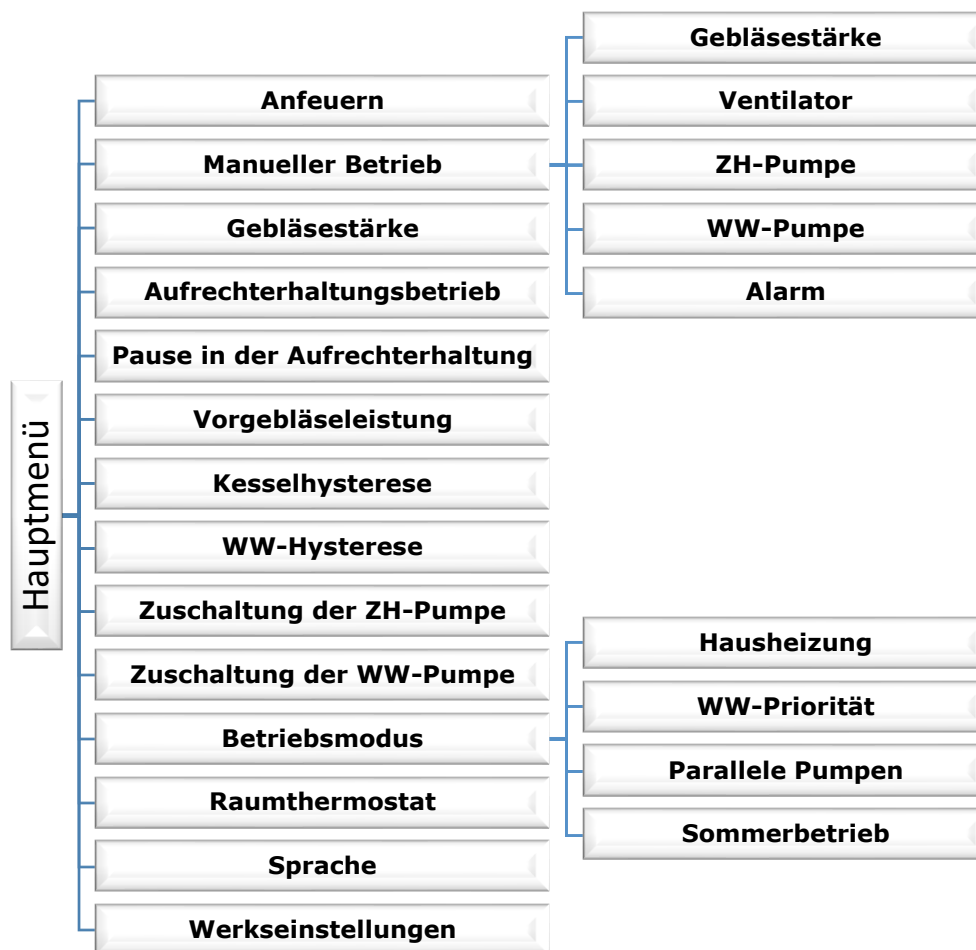 Hauptmenü
Anfeuern
Manueller Betrieb
Gebläsestärke
Ventilator
ZH-Pumpe
WW-Pumpe
Alarm
Gebläsestärke
Aufrechterhaltungsbetrieb
Pause in der Aufrechterhaltung
Vorgebläseleistung
Kesselhysterese
WW-Hysterese
Zuschaltung der ZH-Pumpe
Zuschaltung der WW-Pumpe
Betriebsmodus
Hausheizung
WW-Priorität
Parallele Pumpen
Sommerbetrieb
Raumthermostat
Sprache
Werkseinstellungen